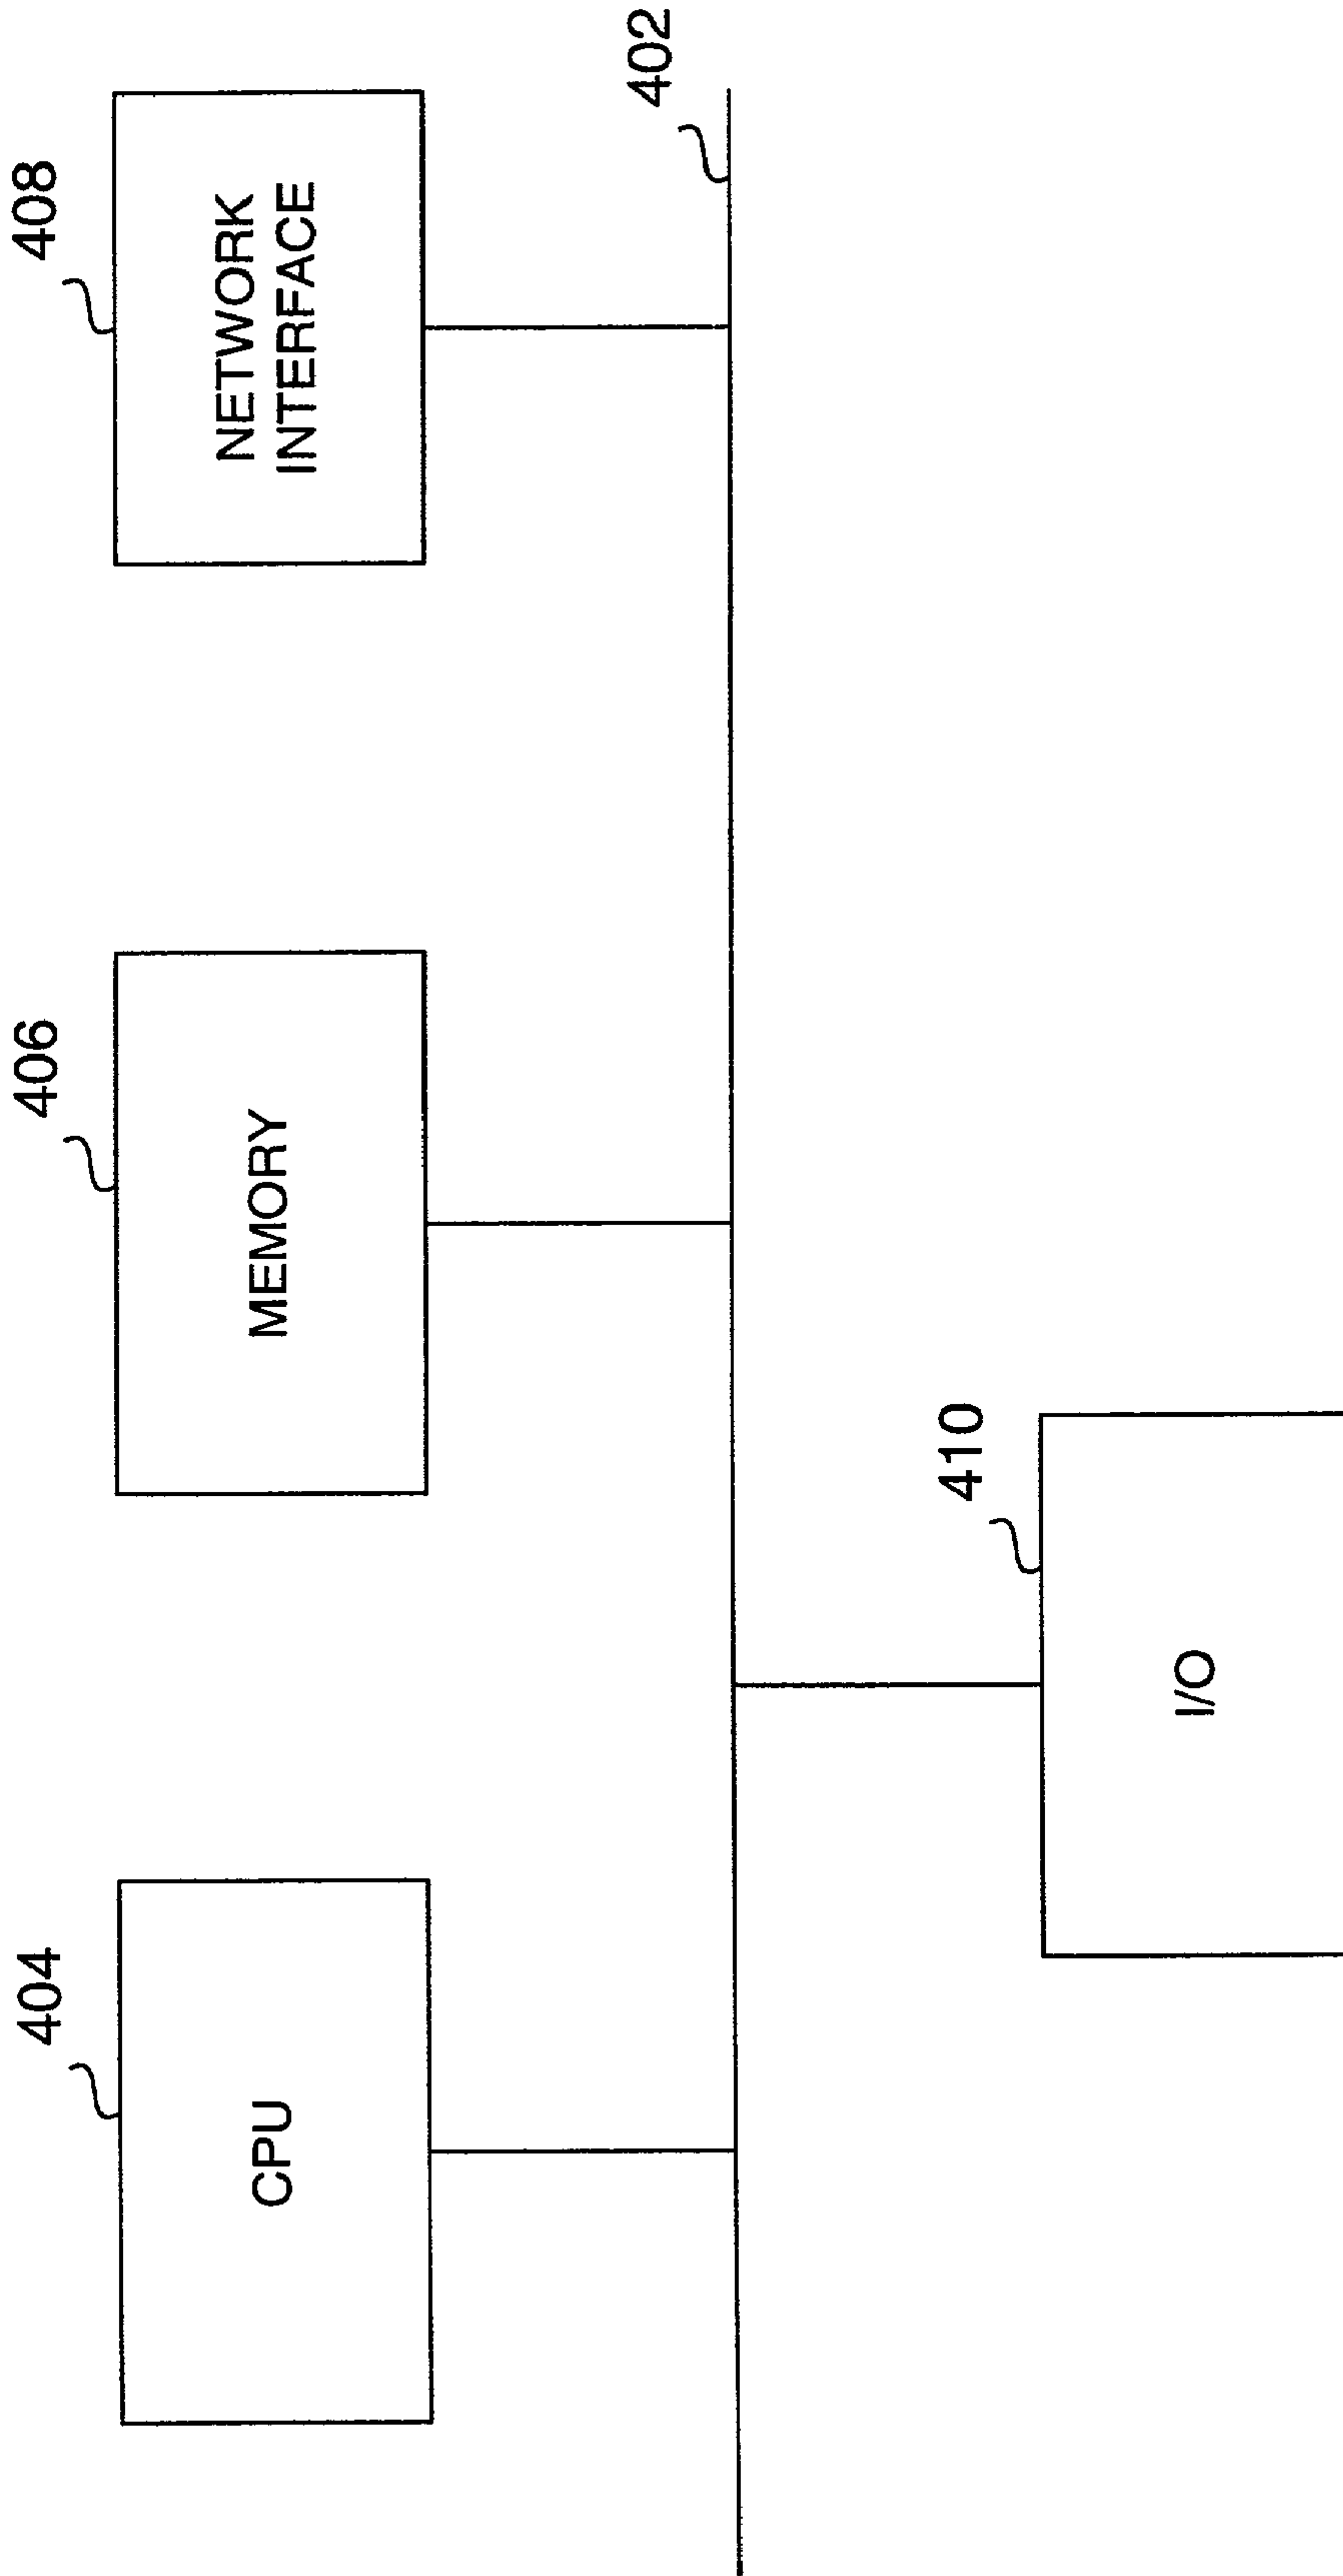 404
406
408
CPU
MEMORY
NETWORK
INTERFACE
402
410
I/O